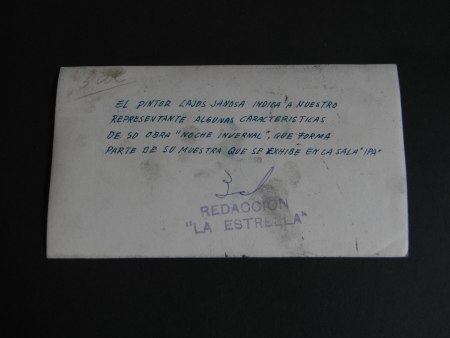 EL PINTOR LAJOS JANOSA INDICA A NUESTRO
REPRESENTANTE ALGUNAS CARACTERISTICAS
DE SU OBRA "NOCHE INVERNAL", QUE FORMA
PARTE DE SU MUESTRA QUE SE EXHIBE EN LA SALA "IPA"
REDACCION
"LA ESTRELLA"